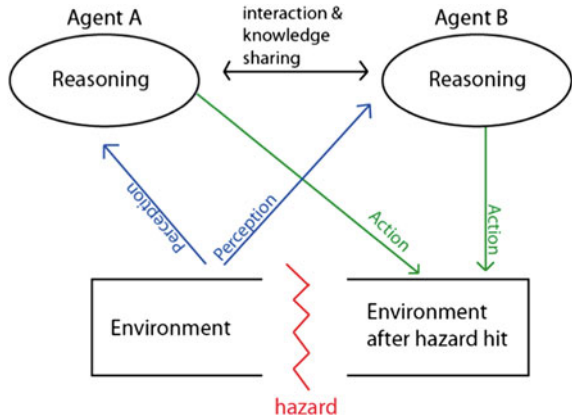 Agent A
interaction &
knowledge
sharing
Agent B
Reasoning
Reasoning
Perception
Perception
Action
Action
Environment
Environment
after hazard hit
hazard